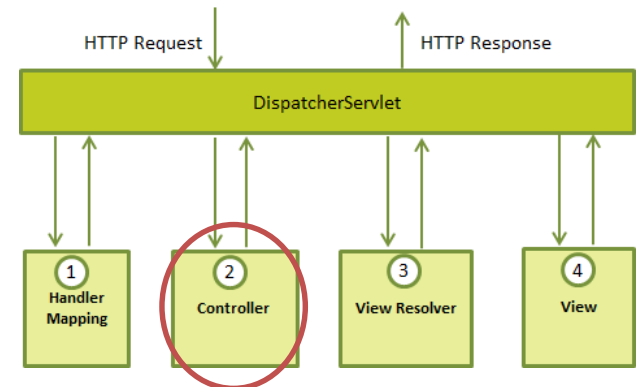 HTTP Request
HTTP Response
DispatcherServlet
1
Handler
Mapping
2
Controller
3
View Resolver
4
View